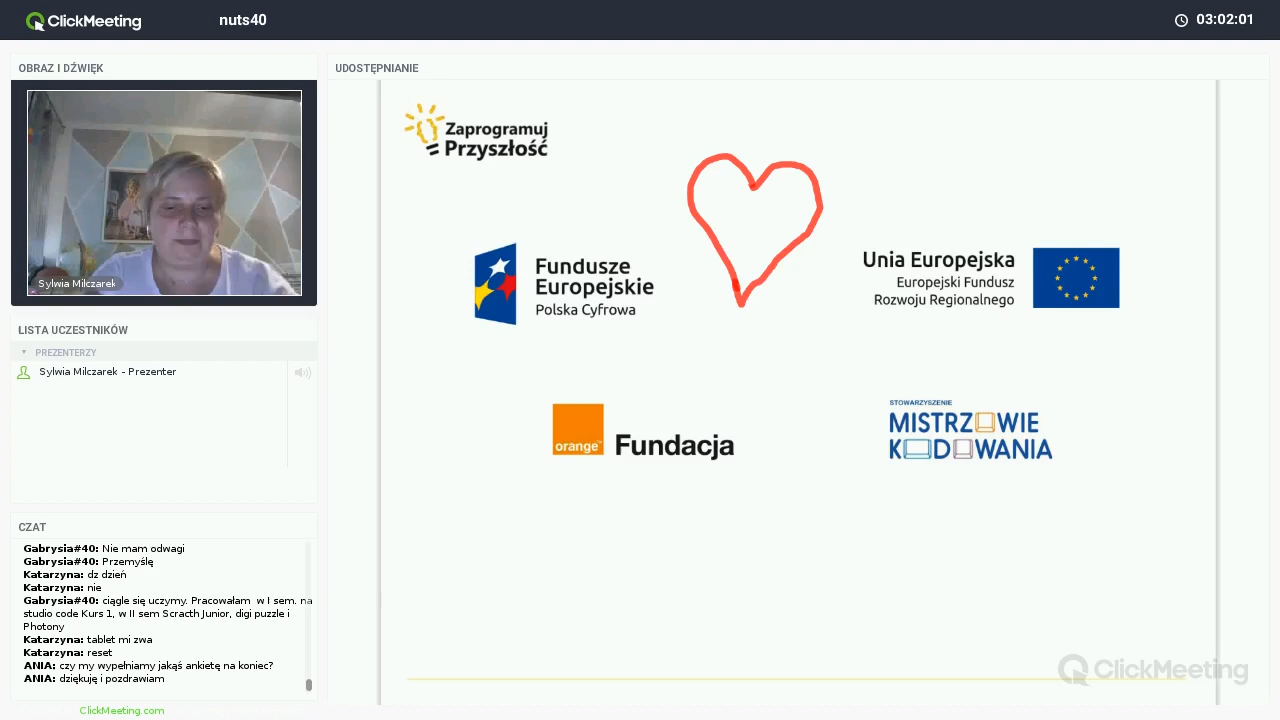 ClickMeeting
nuts40
03:02:01
OBRAZ I DŹWIĘK
Sylwia Milczarek
LISTA UCZESTNIKÓW
PREZENTERZY
Sylwia Milczarek - Prezenter
CZAT
Gabrysia#40: Nie mam odwagi
Gabrysia#40: Przemyślę
Katarzyna: dz dzień
Katarzyna: nie
Gabrysia#40: ciągle się uczymy. Pracowałam w I sem. na
studio code Kurs 1, w II sem Scracth Junior, digi puzzle i
Photony
Katarzyna: tablet mi zwa
Katarzyna: reset
ANIA: czy my wypełniamy jakąś ankietę na koniec?
ANIA: dziękuję i pozdrawiam
ClickMeeting.com
UDOSTĘPNIANIE
Zaprogramuj
Przyszłość
Fundusze
Europejskie
Polska Cyfrowa
Unia Europejska
Europejski Fundusz
Rozwoju Regionalnego
orange™
Fundacja
STOWARZYSZENIE
MISTRZOWIE
KODOWANIA
ClickMeeting